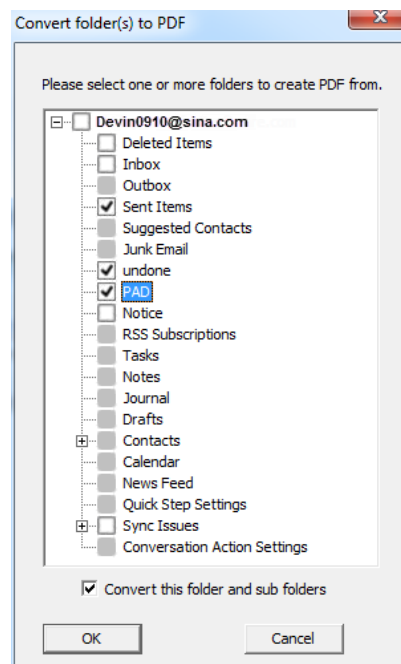 Convert folder(s) to PDF
Please select one or more folders to create PDF from.
Devin0910@sina.com
Deleted Items
Inbox
Outbox
Sent Items
Suggested Contacts
Junk Email
undone
PAD
Notice
RSS Subscriptions
Tasks
Notes
Journal
Drafts
Contacts
Calendar
News Feed
Quick Step Settings
Sync Issues
Conversation Action Settings
Convert this folder and sub folders
OK Cancel